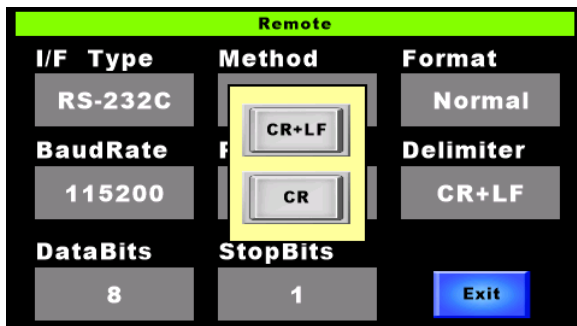 Remote
I/F Type Method Format
RS-232C Normal
CR+LF
BaudRate Delimiter
115200 CR CR+LF
DataBits StopBits
8 1 Exit